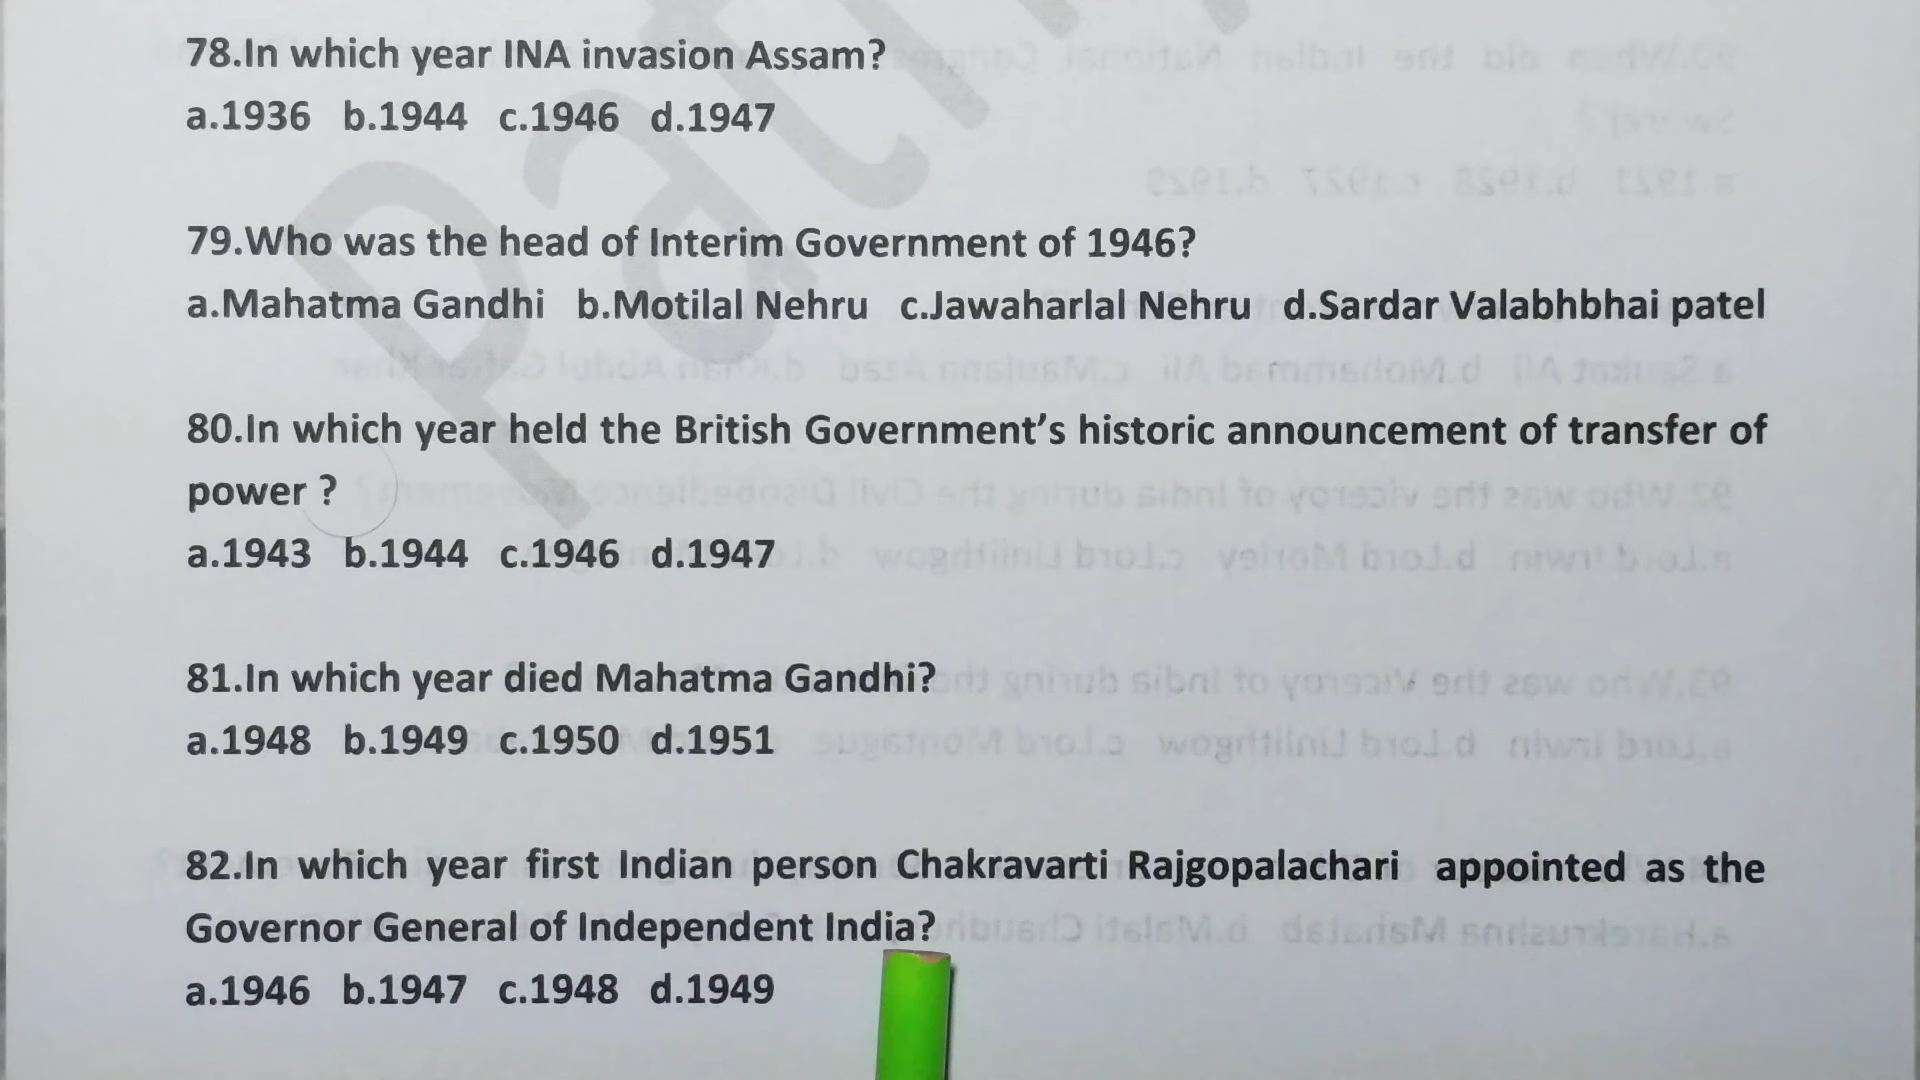 78.In which year INA invasion Assam?
a.1936 b.1944 c.1946 d.1947
79.Who was the head of Interim Government of 1946?
a.Mahatma Gandhi b.Motilal Nehru c.Jawaharlal Nehru d.Sardar Valabhbhai patel
80.In which year held the British Government's historic announcement of transfer of
power ?
a.1943 b.1944 c.1946 d.1947
81.In which year died Mahatma Gandhi?
a.1948 b.1949 c.1950 d.1951
82.In which year first Indian person Chakravarti Rajgopalachari appointed as the
Governor General of Independent India?
a.1946 b.1947 c.1948 d.1949